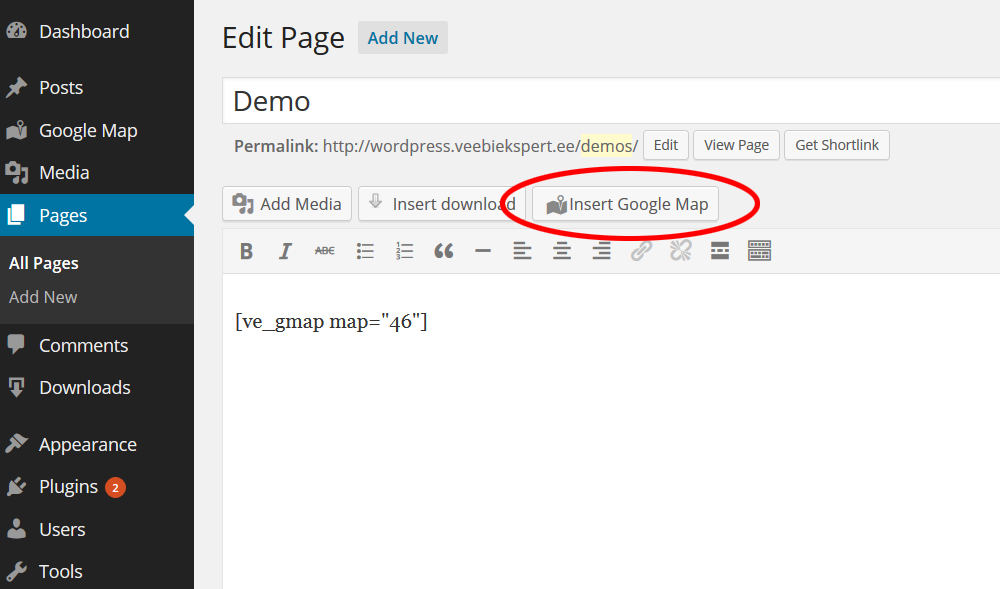 Dashboard
Posts
Google Map
Media
Pages
All Pages
Add New
Comments
Downloads
Appearance
Plugins 2
Users
Tools
Edit Page Add New
Demo
Permalink: http://wordpress.veebiekspert.ee/demos/ Edit View Page Get Shortlink
Add Media Insert download Insert Google Map
B I ABC
[ve_gmap map="46"]